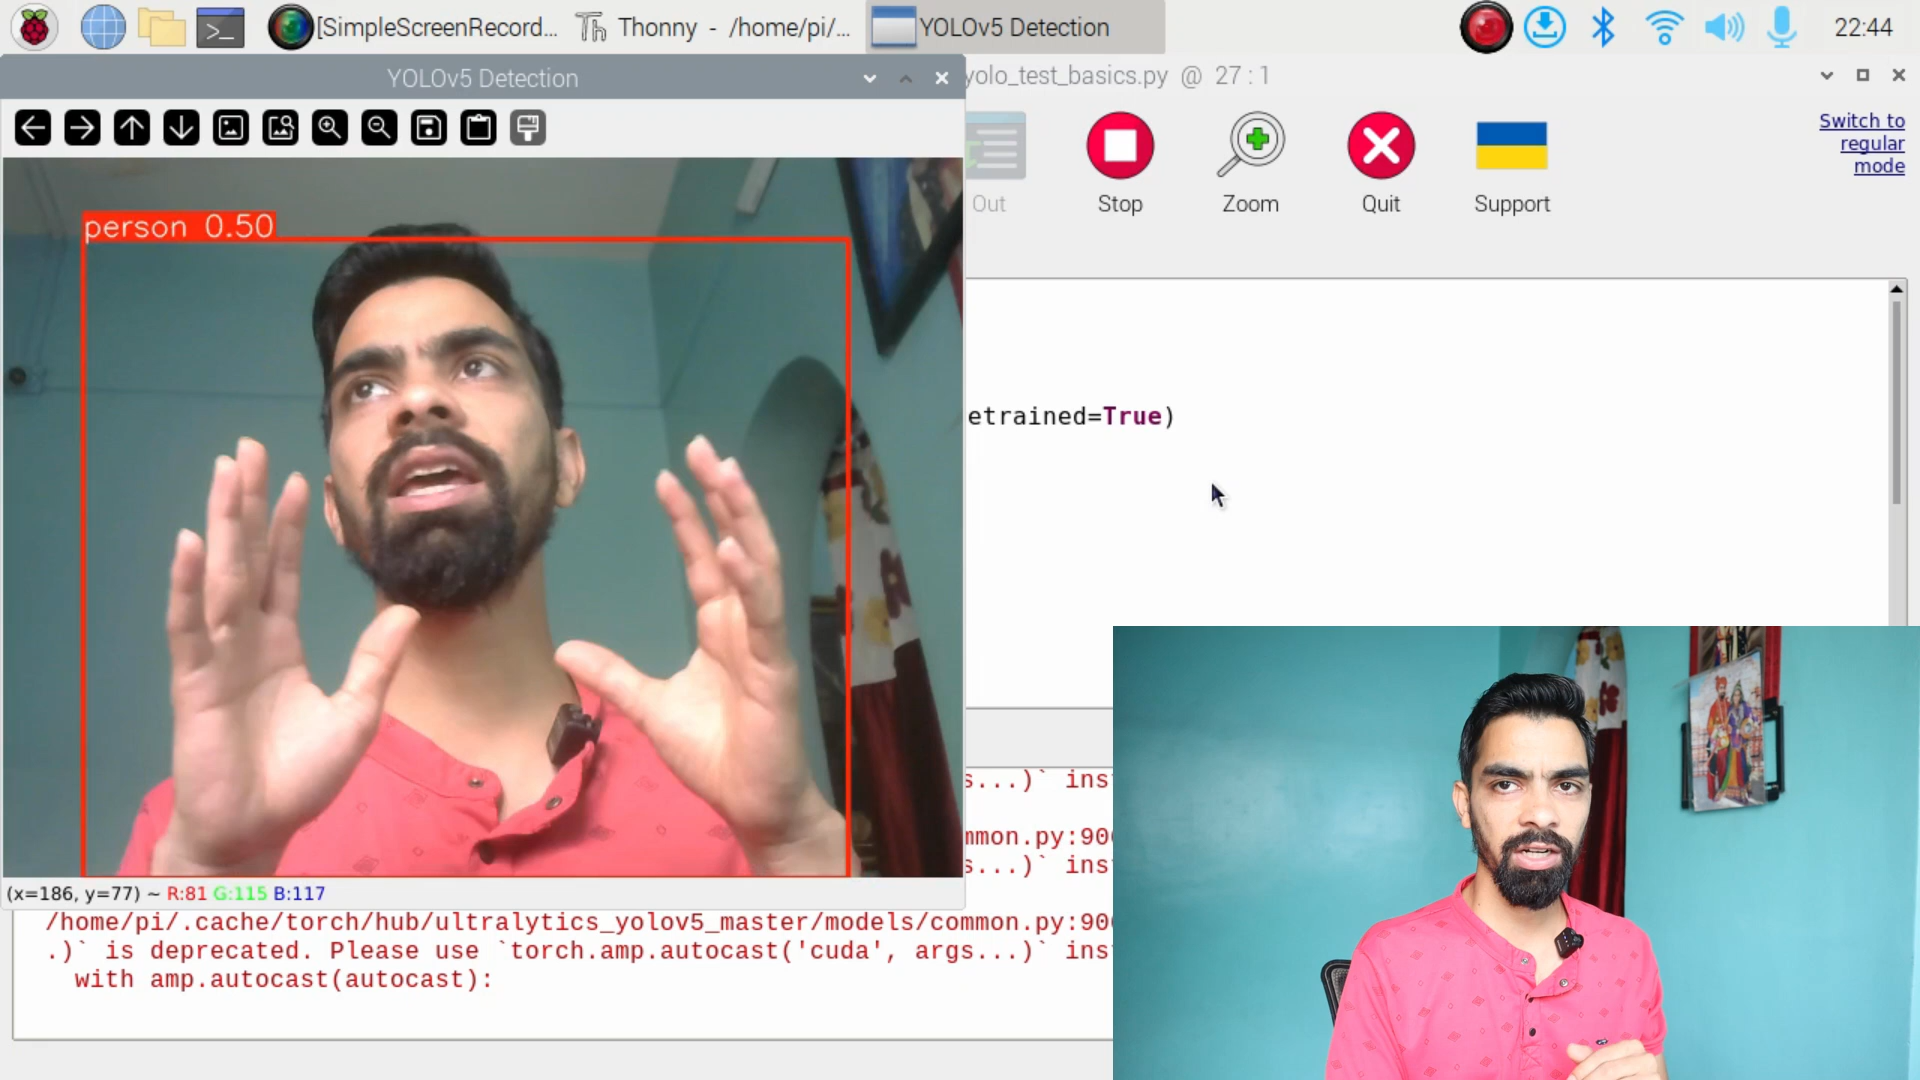 [SimpleScreenRecord...
Thonny - /home/pi/...
YOLOv5 Detection
22:44
YOLOv5 Detection
yolo_test_basics.py @ 27:1
Out
Stop
Zoom
Quit
Support
Switch to
regular
mode
person 0.50
etrained=True)
s...)` ins
mmon.py:90
s...)` ins
(x=186, y=77) ~ R:81 G:115 B:117
/home/pi/.cache/torch/hub/ultralytics_yolov5_master/models/common.py:90
.)` is deprecated. Please use `torch.amp.autocast('cuda', args...)` ins
with amp.autocast(autocast):